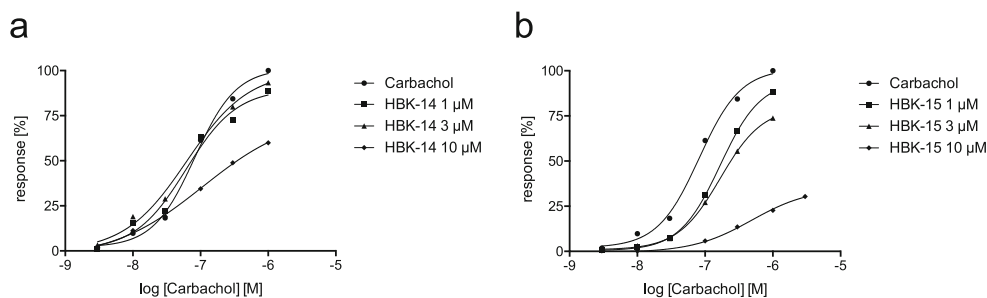 a
100
75
50
25
0
response [%]
-9 -8 -7 -6 -5
log [Carbachol] [M]
Carbachol
HBK-14 1 μM
HBK-14 3 μM
HBK-14 10 μM
b
100
75
50
25
0
response [%]
-9 -8 -7 -6 -5
log [Carbachol] [M]
Carbachol
HBK-15 1 μM
HBK-15 3 μM
HBK-15 10 μM